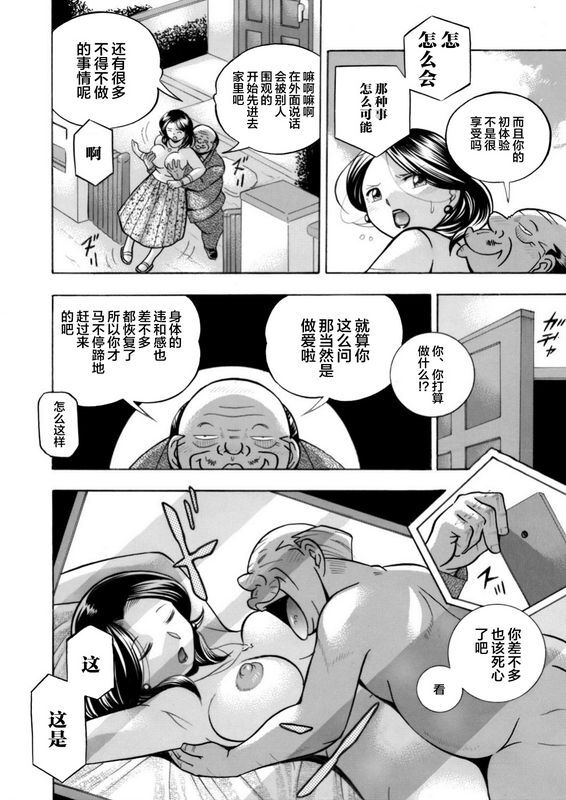 而且你的
初体验
不是很
享受吗
怎
怎么会
那种事
怎么可能
嘛啊嘛啊
在外面说话
会被别人
围观的
开始先进去
家里吧
还有很多
不得不做
的事情呢
啊
你、你打算
做什么!?
就算你
这么问
那当然是
做爱啦
身体的
违和感也
差不多
都恢复了
所以你才
马不停蹄地
赶过来
的吧
怎么这样
你差不多
也该死心
了吧
看
这
这是